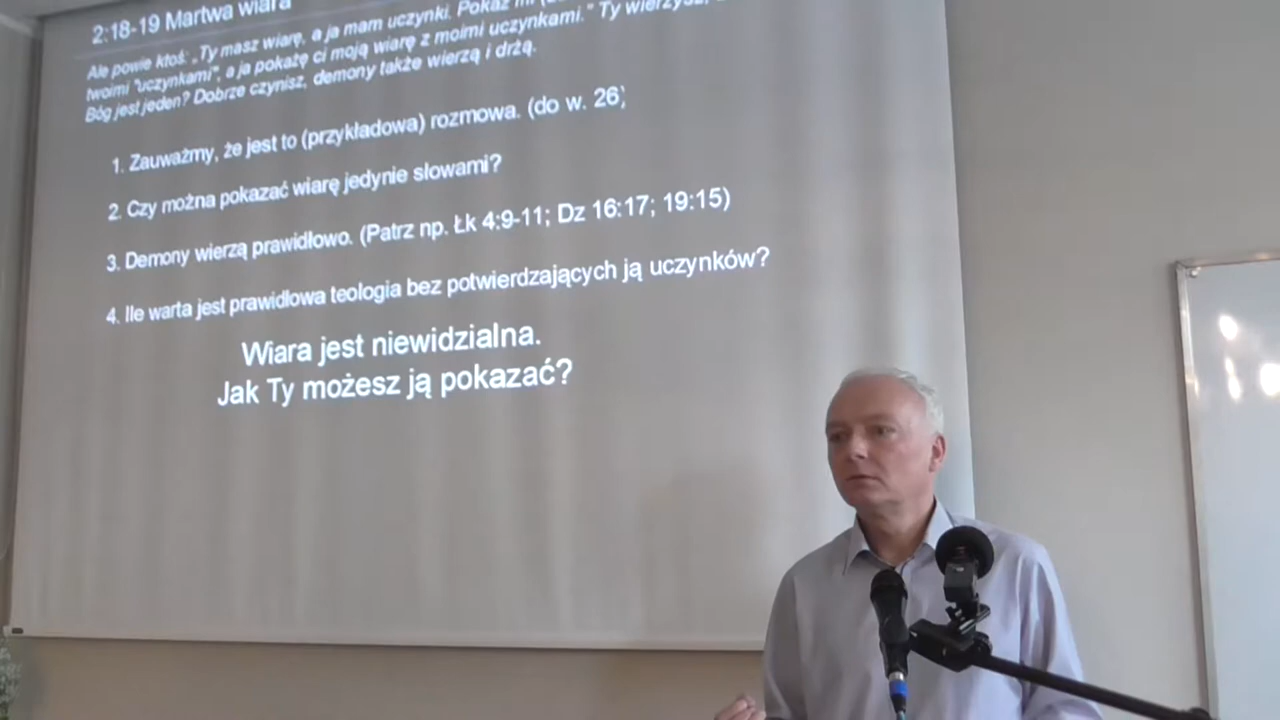 2:18-19 Martwa wiara
Ale powie ktoś: „Ty masz wiarę, a ja mam uczynki. Pokaż mi
twoimi "uczynkami", a ja pokażę ci moją wiarę z moimi uczynkami." Ty wierzysz,
Bóg jest jeden? Dobrze czynisz, demony także wierzą i drżą.
1. Zauważmy, że jest to (przykładowa) rozmowa. (do w. 26)
2. Czy można pokazać wiarę jedynie słowami?
3. Demony wierzą prawidłowo. (Patrz np. Łk 4:9-11; Dz 16:17; 19:15)
4. Ile warta jest prawidłowa teologia bez potwierdzających ją uczynków?
Wiara jest niewidzialna.
Jak Ty możesz ją pokazać?